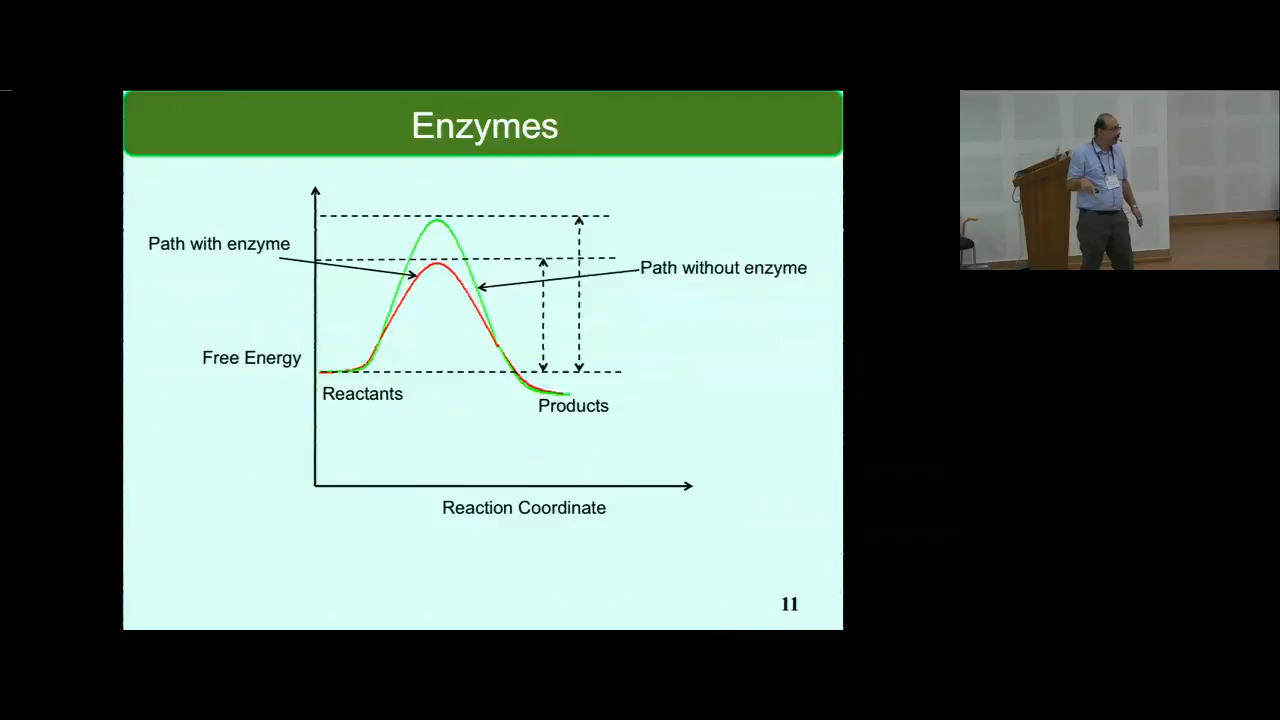 Enzymes
Path with enzyme
Path without enzyme
Free Energy
Reactants
Products
Reaction Coordinate
11